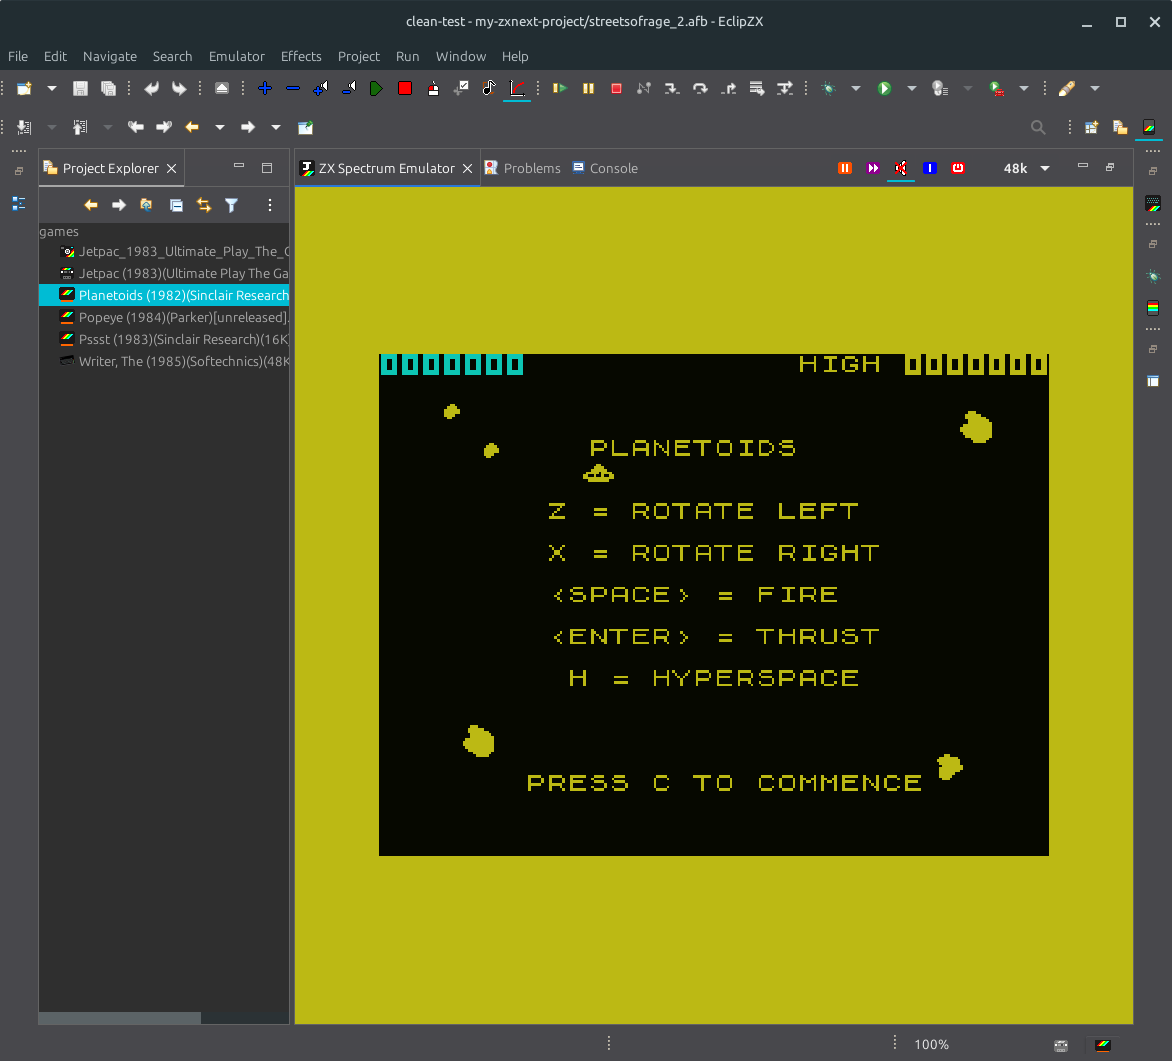 clean-test - my-zxnext-project/streetsofrage_2.afb - EclipZX
File Edit Navigate Search Emulator Effects Project Run Window Help
Project Explorer
ZX Spectrum Emulator Problems Console 48k
games
Jetpac_1983_Ultimate_Play_The_
Jetpac (1983)(Ultimate Play The Ga
Planetoids (1982)(Sinclair Research
Popeye (1984)(Parker)[unreleased].
Pssst (1983)(Sinclair Research)(16K
Writer, The (1985)(Softechnics)(48K
0000000 HIGH 0000000
PLANETOIDS
Z = ROTATE LEFT
X = ROTATE RIGHT
<SPACE> = FIRE
<ENTER> = THRUST
H = HYPERSPACE
PRESS C TO COMMENCE
100%